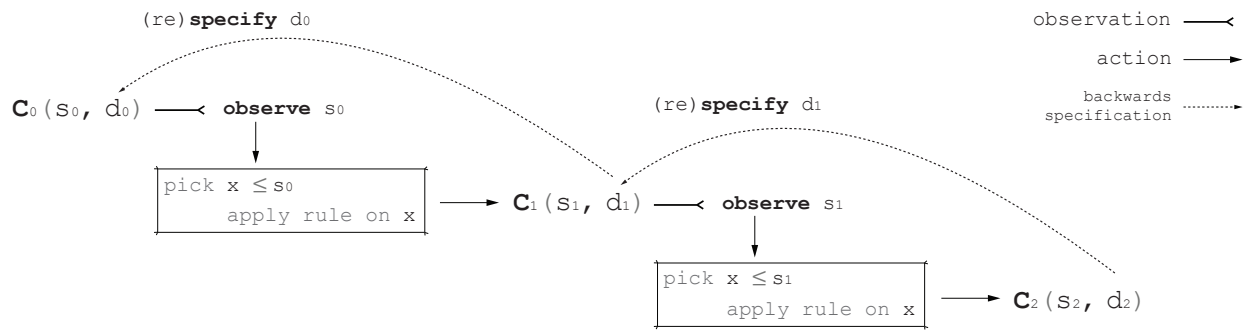 (re)specify d₀
observation
action
C₀(s₀, d₀)
observe s₀
(re)specify d₁
backwards
specification
pick x ≤ s₀
apply rule on x
C₁(s₁, d₁)
observe s₁
pick x ≤ s₁
apply rule on x
C₂(s₂, d₂)